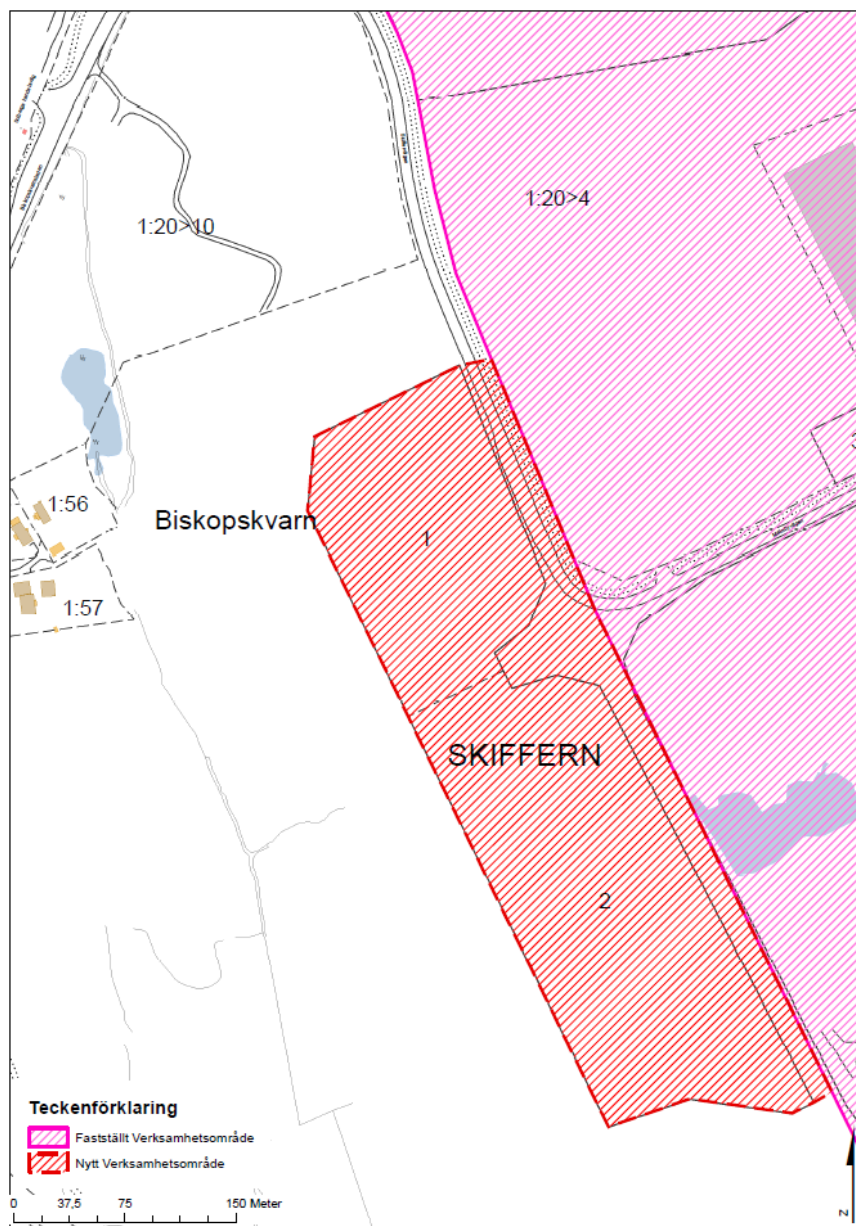 1:20>4
1:20>10
1:56
Biskopskvarn
1
1:57
SKIFFERN
2
Teckenförklaring
Fastställt Verksamhetsområde
Nytt Verksamhetsområde
0 37,5 75 150 Meter
N